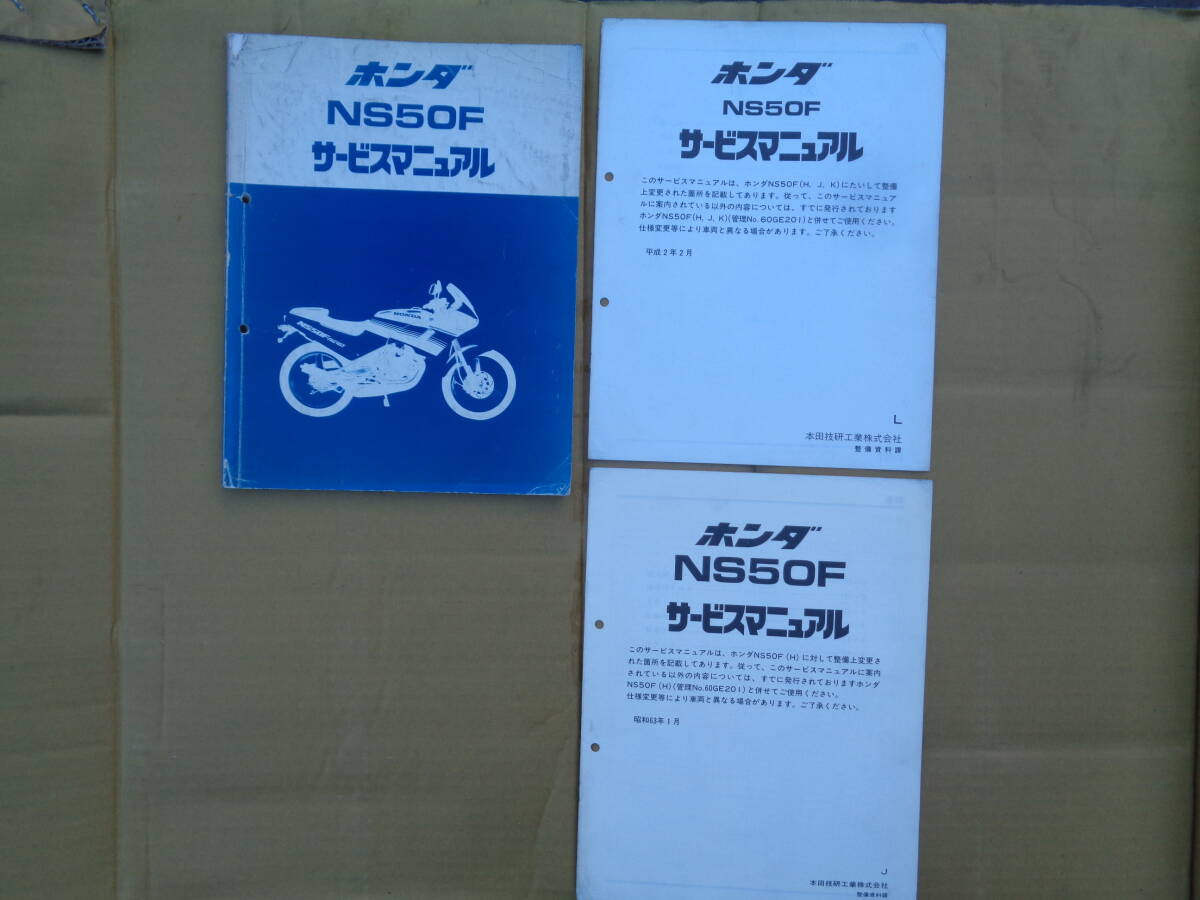 ホンダ
NS50F
サービスマニュアル
HONDA
NS50F
ホンダ
NS50F
サービスマニュアル
このサービスマニュアルは、ホンダNS50F(H, J, K)にたいして整備
上変更された箇所を記載してあります。従って、このサービスマニュア
ルに案内されている以外の内容については、すでに発行されております
ホンダNS50F(H, J, K)(管理No. 60GE201)と併せてご使用ください。
仕様変更等により車両と異なる場合があります。ご了承ください。
平成2年2月
L
本田技研工業株式会社
整備資料課
ホンダ
NS50F
サービスマニュアル
このサービスマニュアルは、ホンダNS50F(H)に対して整備上変更さ
れた箇所を記載してあります。従って、このサービスマニュアルに案内
されている以外の内容については、すでに発行されておりますホンダ
NS50F(H)(管理No.60GE201)と併せてご使用ください。
仕様変更等により車両と異なる場合があります。ご了承ください。
昭和63年1月
J
本田技研工業株式会社
整備資料課